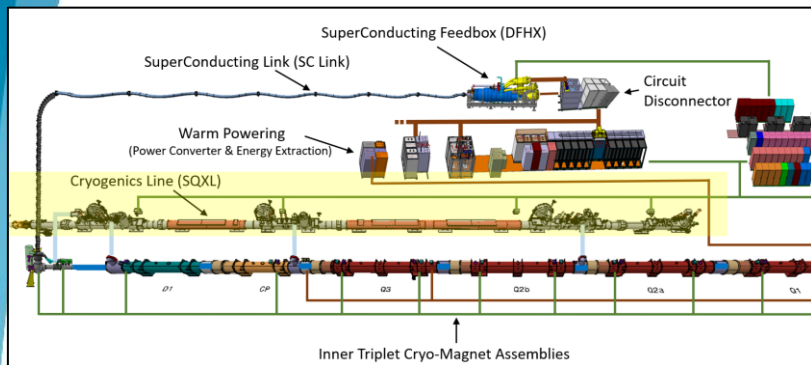 SuperConducting Feedbox (DFHX)
SuperConducting Link (SC Link)
Circuit
Disconnector
Warm Powering
(Power Converter & Energy Extraction)
Cryogenics Line (SQXL)
D1
CP
Q3
Q2b
Q2a
Q1
Inner Triplet Cryo-Magnet Assemblies